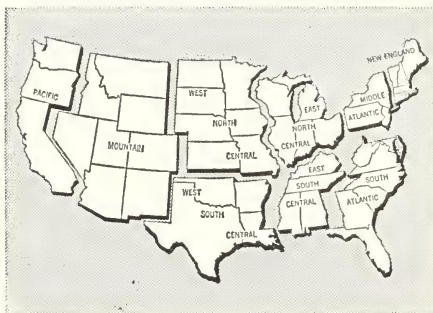 NEW ENGLAND
PACIFIC
WEST
NORTH
CENTRAL
MOUNTAIN
EAST
NORTH
CENTRAL
MIDDLE
ATLANTIC
WEST
SOUTH
CENTRAL
EAST
SOUTH
CENTRAL
SOUTH
ATLANTIC